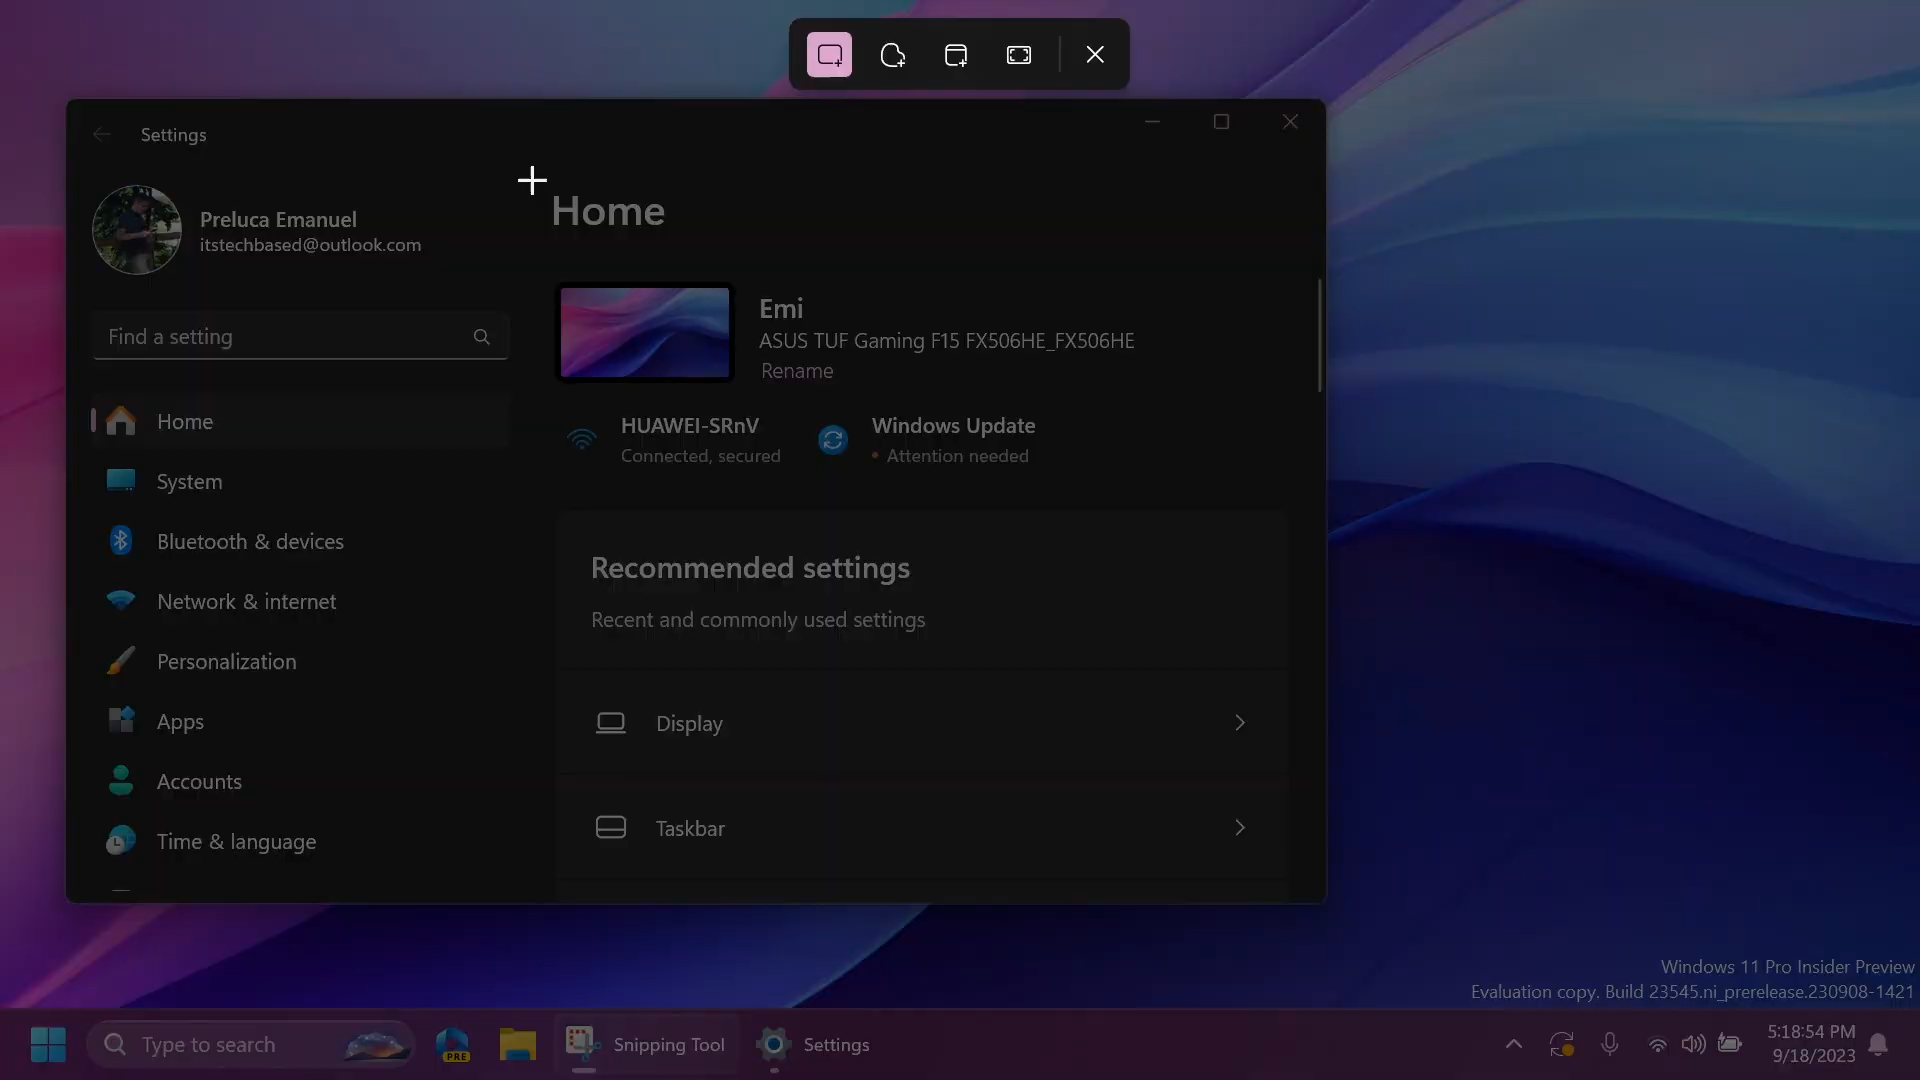 Settings
Preluca Emanuel
itstechbased@outlook.com
Find a setting
Home
System
Bluetooth & devices
Network & internet
Personalization
Apps
Accounts
Time & language
Home
Emi
ASUS TUF Gaming F15 FX506HE_FX506HE
Rename
HUAWEI-SRnV
Connected, secured
Windows Update
Attention needed
Recommended settings
Recent and commonly used settings
Display
Taskbar
Windows 11 Pro Insider Preview
Evaluation copy. Build 23545.ni_prerelease.230908-1421
Type to search
PRE
Snipping Tool
Settings
5:18:54 PM
9/18/2023